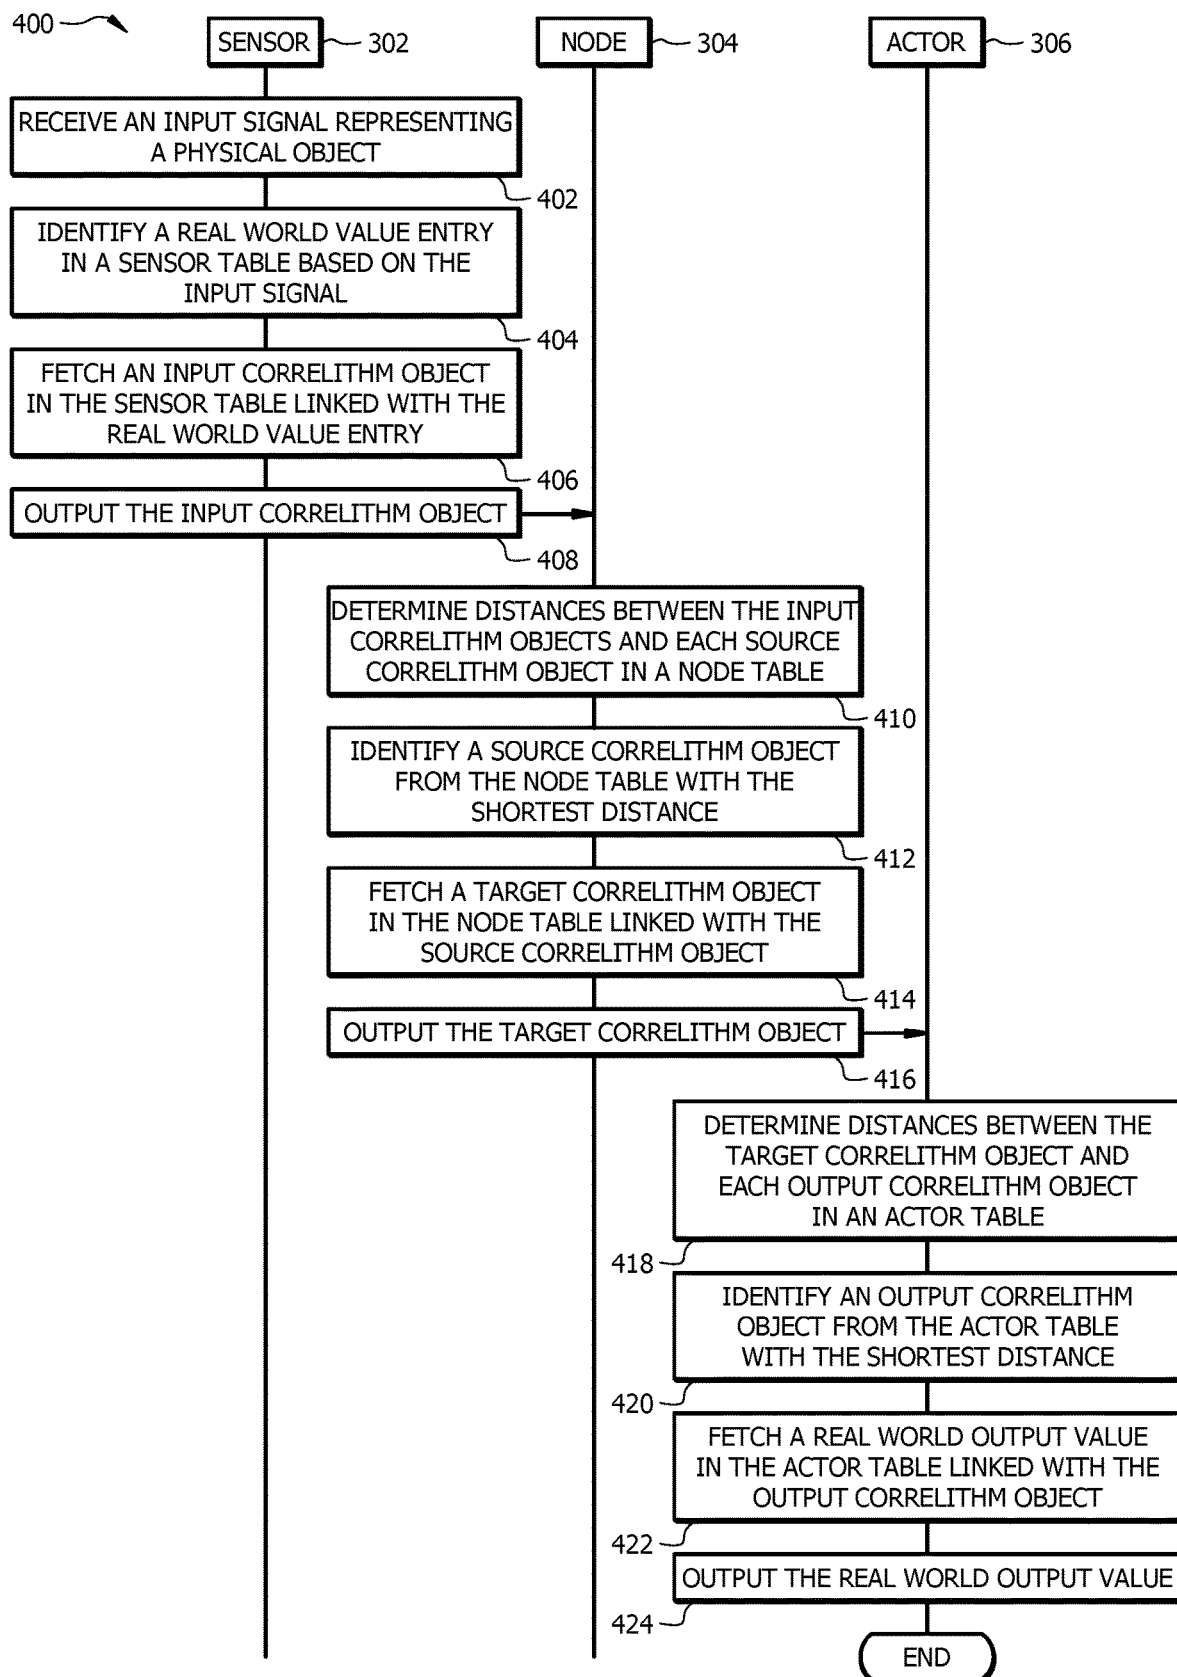 400
SENSOR
302
NODE
304
ACTOR
306
RECEIVE AN INPUT SIGNAL REPRESENTING
A PHYSICAL OBJECT
402
IDENTIFY A REAL WORLD VALUE ENTRY
IN A SENSOR TABLE BASED ON THE
INPUT SIGNAL
404
FETCH AN INPUT CORRELITHM OBJECT
IN THE SENSOR TABLE LINKED WITH THE
REAL WORLD VALUE ENTRY
406
OUTPUT THE INPUT CORRELITHM OBJECT
408
DETERMINE DISTANCES BETWEEN THE INPUT
CORRELITHM OBJECTS AND EACH SOURCE
CORRELITHM OBJECT IN A NODE TABLE
410
IDENTIFY A SOURCE CORRELITHM OBJECT
FROM THE NODE TABLE WITH THE
SHORTEST DISTANCE
412
FETCH A TARGET CORRELITHM OBJECT
IN THE NODE TABLE LINKED WITH THE
SOURCE CORRELITHM OBJECT
414
OUTPUT THE TARGET CORRELITHM OBJECT
416
DETERMINE DISTANCES BETWEEN THE
TARGET CORRELITHM OBJECT AND
EACH OUTPUT CORRELITHM OBJECT
IN AN ACTOR TABLE
418
IDENTIFY AN OUTPUT CORRELITHM
OBJECT FROM THE ACTOR TABLE
WITH THE SHORTEST DISTANCE
420
FETCH A REAL WORLD OUTPUT VALUE
IN THE ACTOR TABLE LINKED WITH THE
OUTPUT CORRELITHM OBJECT
422
OUTPUT THE REAL WORLD OUTPUT VALUE
424
END